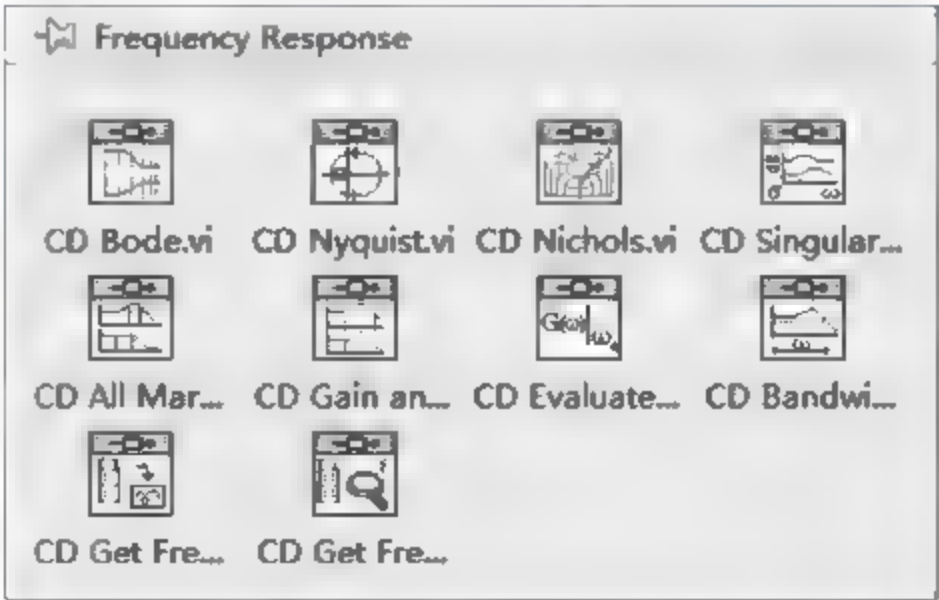 Frequency Response
CD Bode.vi CD Nyquist.vi CD Nichols.vi CD Singular...
dB σ ω
CD All Mar... CD Gain an... CD Evaluate... CD Bandwi...
G(ω)|ω ω
CD Get Fre... CD Get Fre...